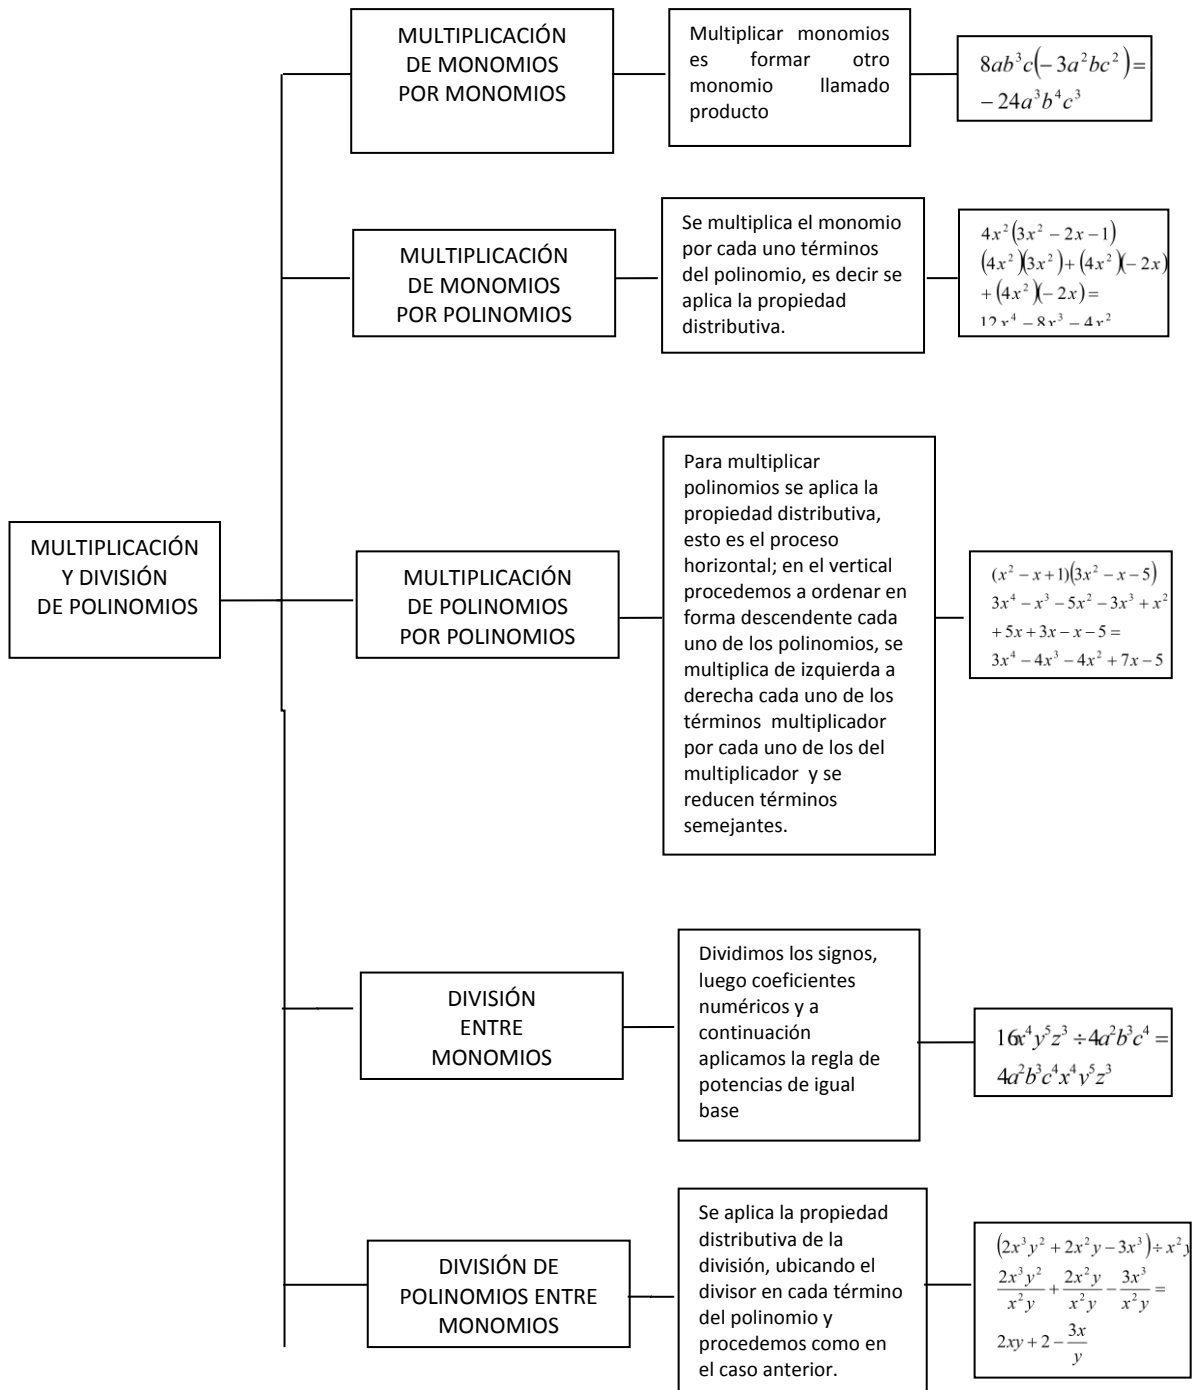 MULTIPLICACIÓN
Y DIVISIÓN
DE POLINOMIOS
MULTIPLICACIÓN
DE MONOMIOS
POR MONOMIOS
Multiplicar monomios
es formar otro
monomio llamado
producto
8ab³c(−3a²bc²)=
−24a³b⁴c³
MULTIPLICACIÓN
DE MONOMIOS
POR POLINOMIOS
Se multiplica el monomio
por cada uno términos
del polinomio, es decir se
aplica la propiedad
distributiva.
4x²(3x²−2x−1)
(4x²)(3x²)+(4x²)(−2x)
+(4x²)(−2x)=
12x⁴−8x³−4x²
MULTIPLICACIÓN
DE POLINOMIOS
POR POLINOMIOS
Para multiplicar
polinomios se aplica la
propiedad distributiva,
esto es el proceso
horizontal; en el vertical
procedemos a ordenar en
forma descendente cada
uno de los polinomios, se
multiplica de izquierda a
derecha cada uno de los
términos multiplicador
por cada uno de los del
multiplicador y se
reducen términos
semejantes.
(x²−x+1)(3x²−x−5)
3x⁴−x³−5x²−3x³+x²
+5x+3x−x−5=
3x⁴−4x³−4x²+7x−5
DIVISIÓN
ENTRE
MONOMIOS
Dividimos los signos,
luego coeficientes
numéricos y a
continuación
aplicamos la regla de
potencias de igual
base
16x⁴y⁵z³÷4a²b³c⁴=
4a²b³c⁴x⁴y⁵z³
DIVISIÓN DE
POLINOMIOS ENTRE
MONOMIOS
Se aplica la propiedad
distributiva de la
división, ubicando el
divisor en cada término
del polinomio y
procedemos como en
el caso anterior.
(2x³y²+2x²y−3x³)÷x²y
2x³y²/x²y + 2x²y/x²y − 3x³/x²y =
2xy+2−3x/y